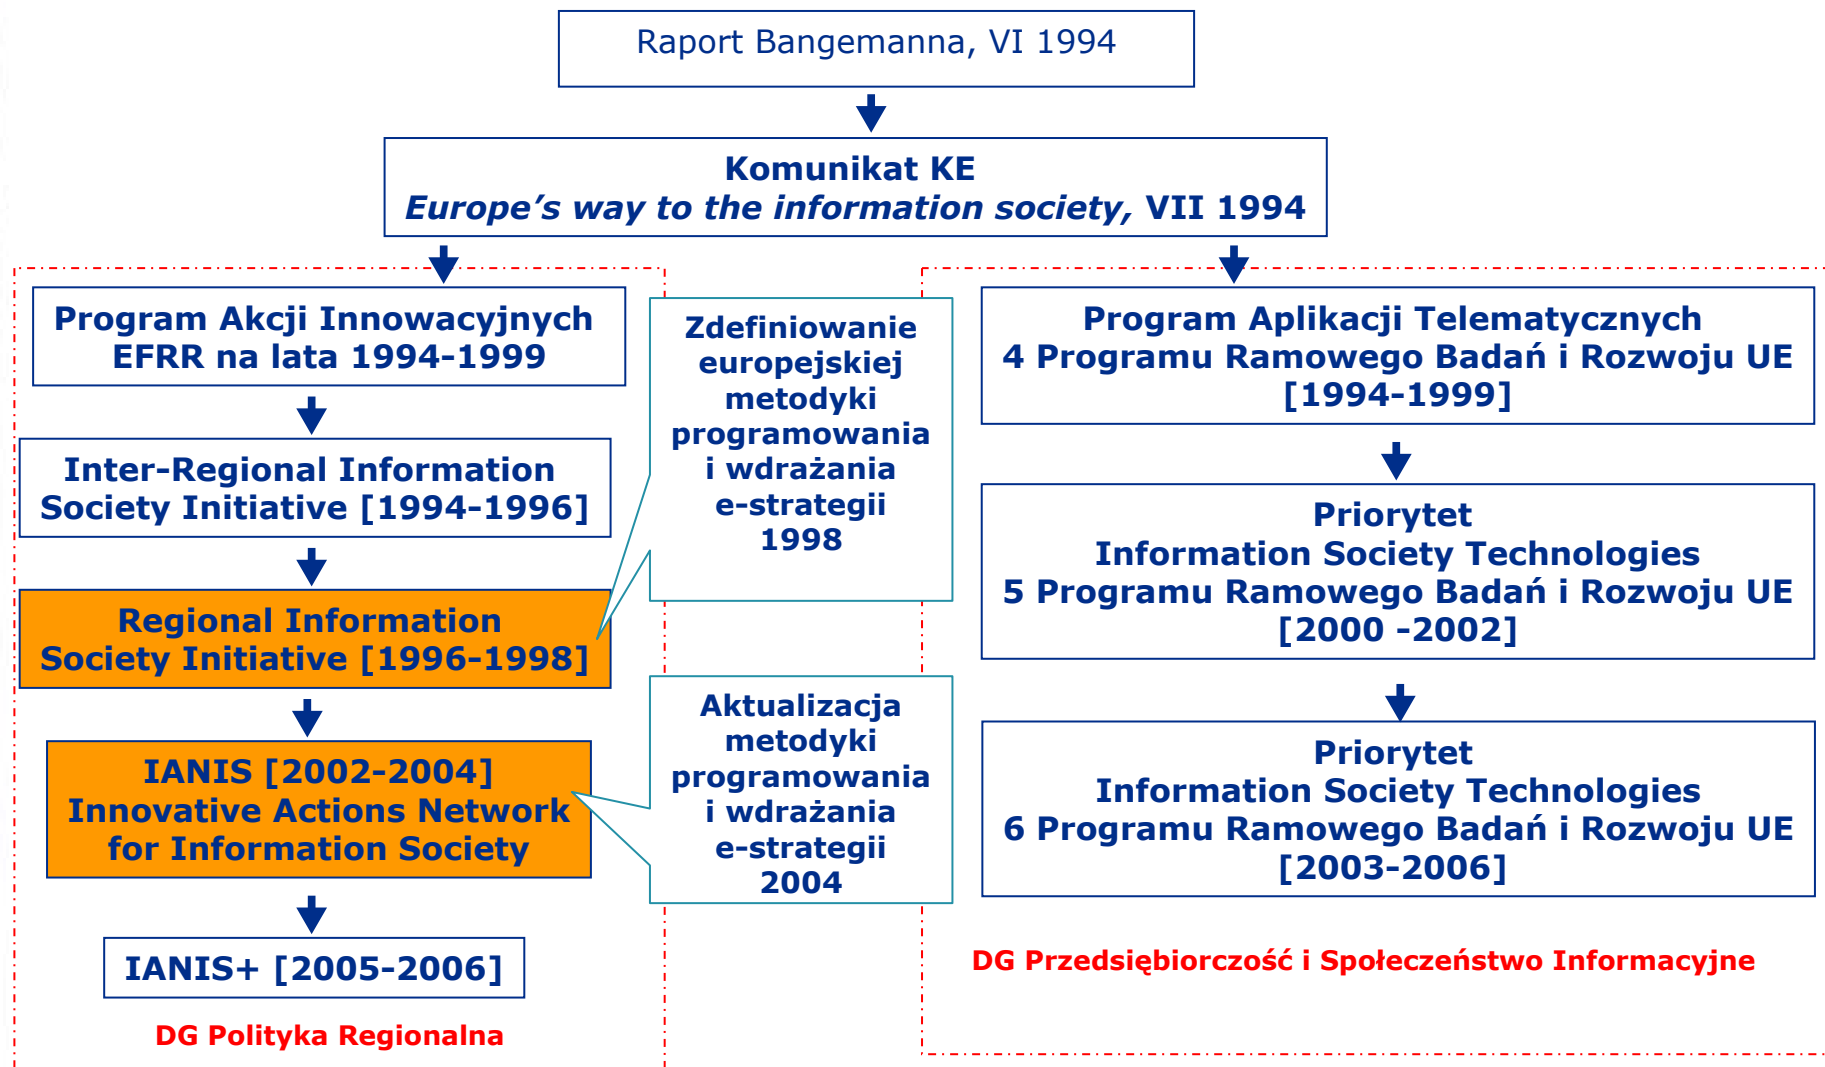 Raport Bangemanna, VI 1994
Komunikat KE
Europe’s way to the information society, VII 1994
Program Akcji Innowacyjnych
EFRR na lata 1994-1999
Inter-Regional Information
Society Initiative [1994-1996]
Regional Information
Society Initiative [1996-1998]
IANIS [2002-2004]
Innovative Actions Network
for Information Society
IANIS+ [2005-2006]
DG Polityka Regionalna
Zdefiniowanie
europejskiej
metodyki
programowania
i wdrażania
e-strategii
1998
Aktualizacja
metodyki
programowania
i wdrażania
e-strategii
2004
Program Aplikacji Telematycznych
4 Programu Ramowego Badań i Rozwoju UE
[1994-1999]
Priorytet
Information Society Technologies
5 Programu Ramowego Badań i Rozwoju UE
[2000 -2002]
Priorytet
Information Society Technologies
6 Programu Ramowego Badań i Rozwoju UE
[2003-2006]
DG Przedsiębiorczość i Społeczeństwo Informacyjne